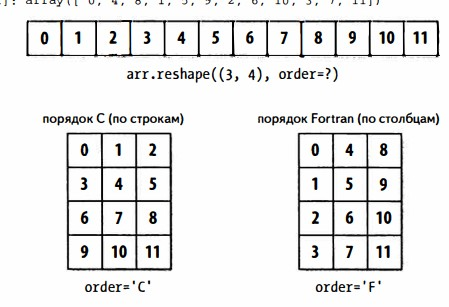 ]: array([ 0, 4, 8, 1, 5, 9, 2, 6, 10, 3, 7, 11])
0 1 2 3 4 5 6 7 8 9 10 11
arr.reshape((3, 4), order=?)
порядок C (по строкам) порядок Fortran (по столбцам)
0 1 2 0 4 8
3 4 5 1 5 9
6 7 8 2 6 10
9 10 11 3 7 11
order='C' order='F'